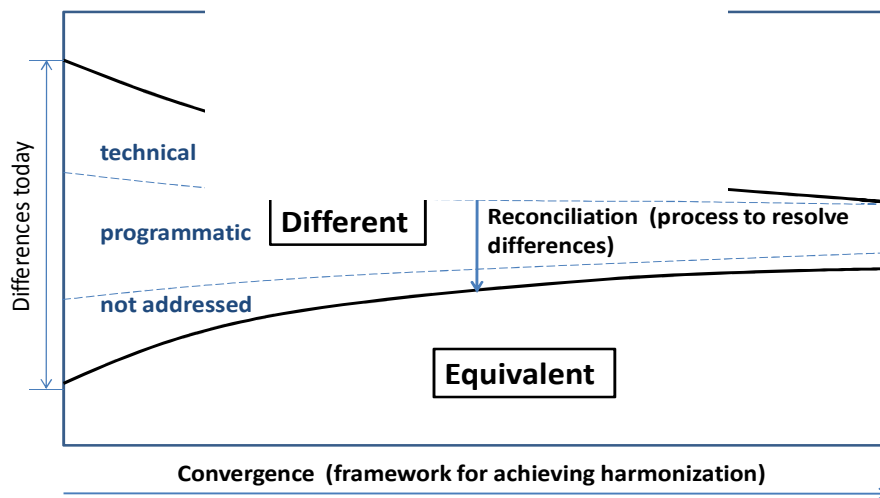 Differences today
technical
programmatic
not addressed
Different
Reconciliation (process to resolve
differences)
Equivalent
Convergence (framework for achieving harmonization)